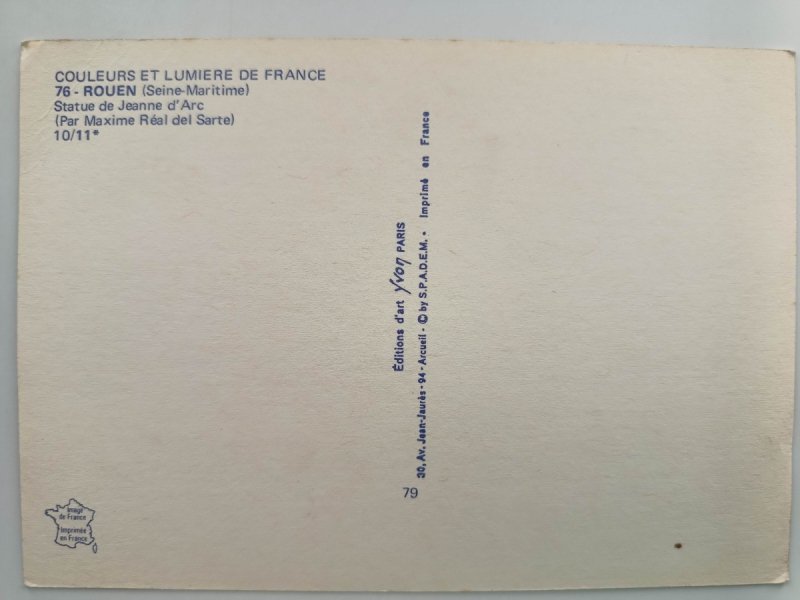 COULEURS ET LUMIERE DE FRANCE
76 - ROUEN (Seine-Maritime)
Statue de Jeanne d'Arc
(Par Maxime Réal del Sarte)
10/11*
Éditions d'art Yvon PARIS
30, Av. Jean-Jaurès - 94 - Arcueil - © by S.P.A.D.E.M. • Imprimé en France
79
Image
de France
Imprimée
en France